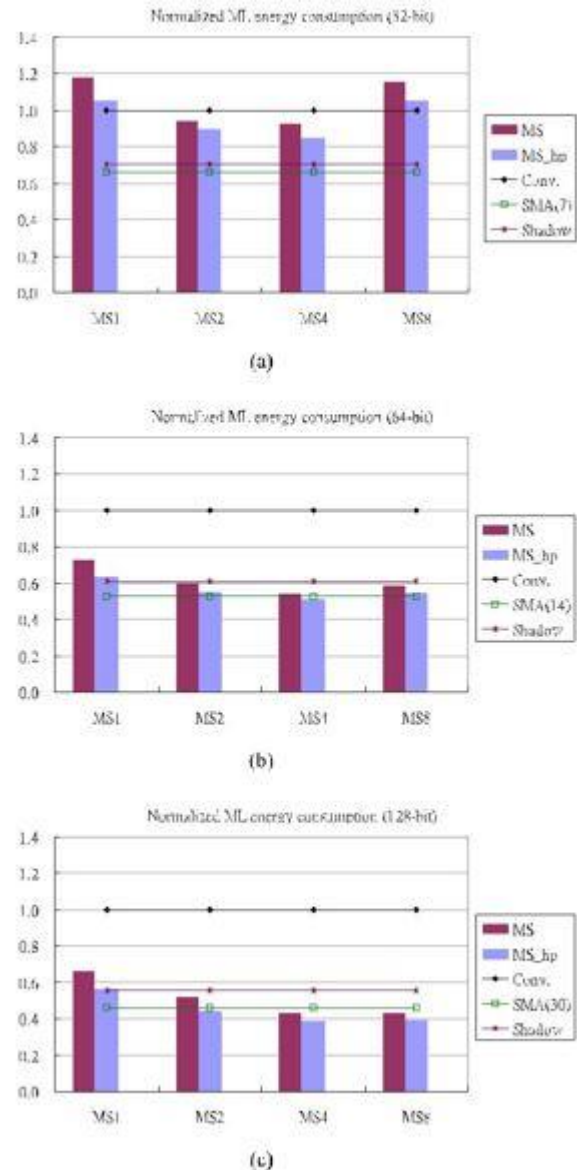 Normalized ML energy consumption (32-bit)
1.4
1.2
1.0
0.8
0.6
0.4
0.2
0.0
MS1
MS2
MS4
MS8
MS
MS_hp
Conv.
SMA(7)
Shadow
(a)
Normalized ML energy consumption (64-bit)
1.4
1.2
1.0
0.8
0.6
0.4
0.2
0.0
MS1
MS2
MS4
MS8
MS
MS_hp
Conv.
SMA(14)
Shadow
(b)
Normalized ML energy consumption (128-bit)
1.4
1.2
1.0
0.8
0.6
0.4
0.2
0.0
MS1
MS2
MS4
MS8
MS
MS_hp
Conv.
SMA(30)
Shadow
(c)